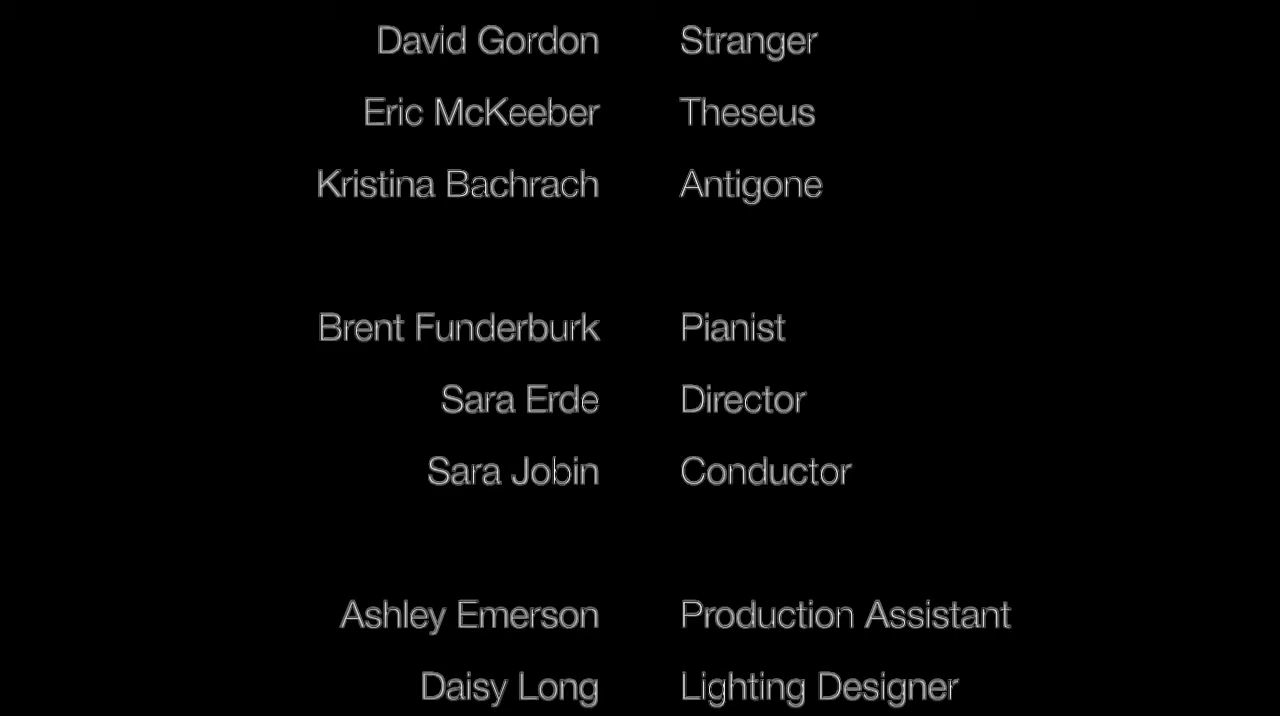 David Gordon Stranger
Eric McKeeber Theseus
Kristina Bachrach Antigone
Brent Funderburk Pianist
Sara Erde Director
Sara Jobin Conductor
Ashley Emerson Production Assistant
Daisy Long Lighting Designer